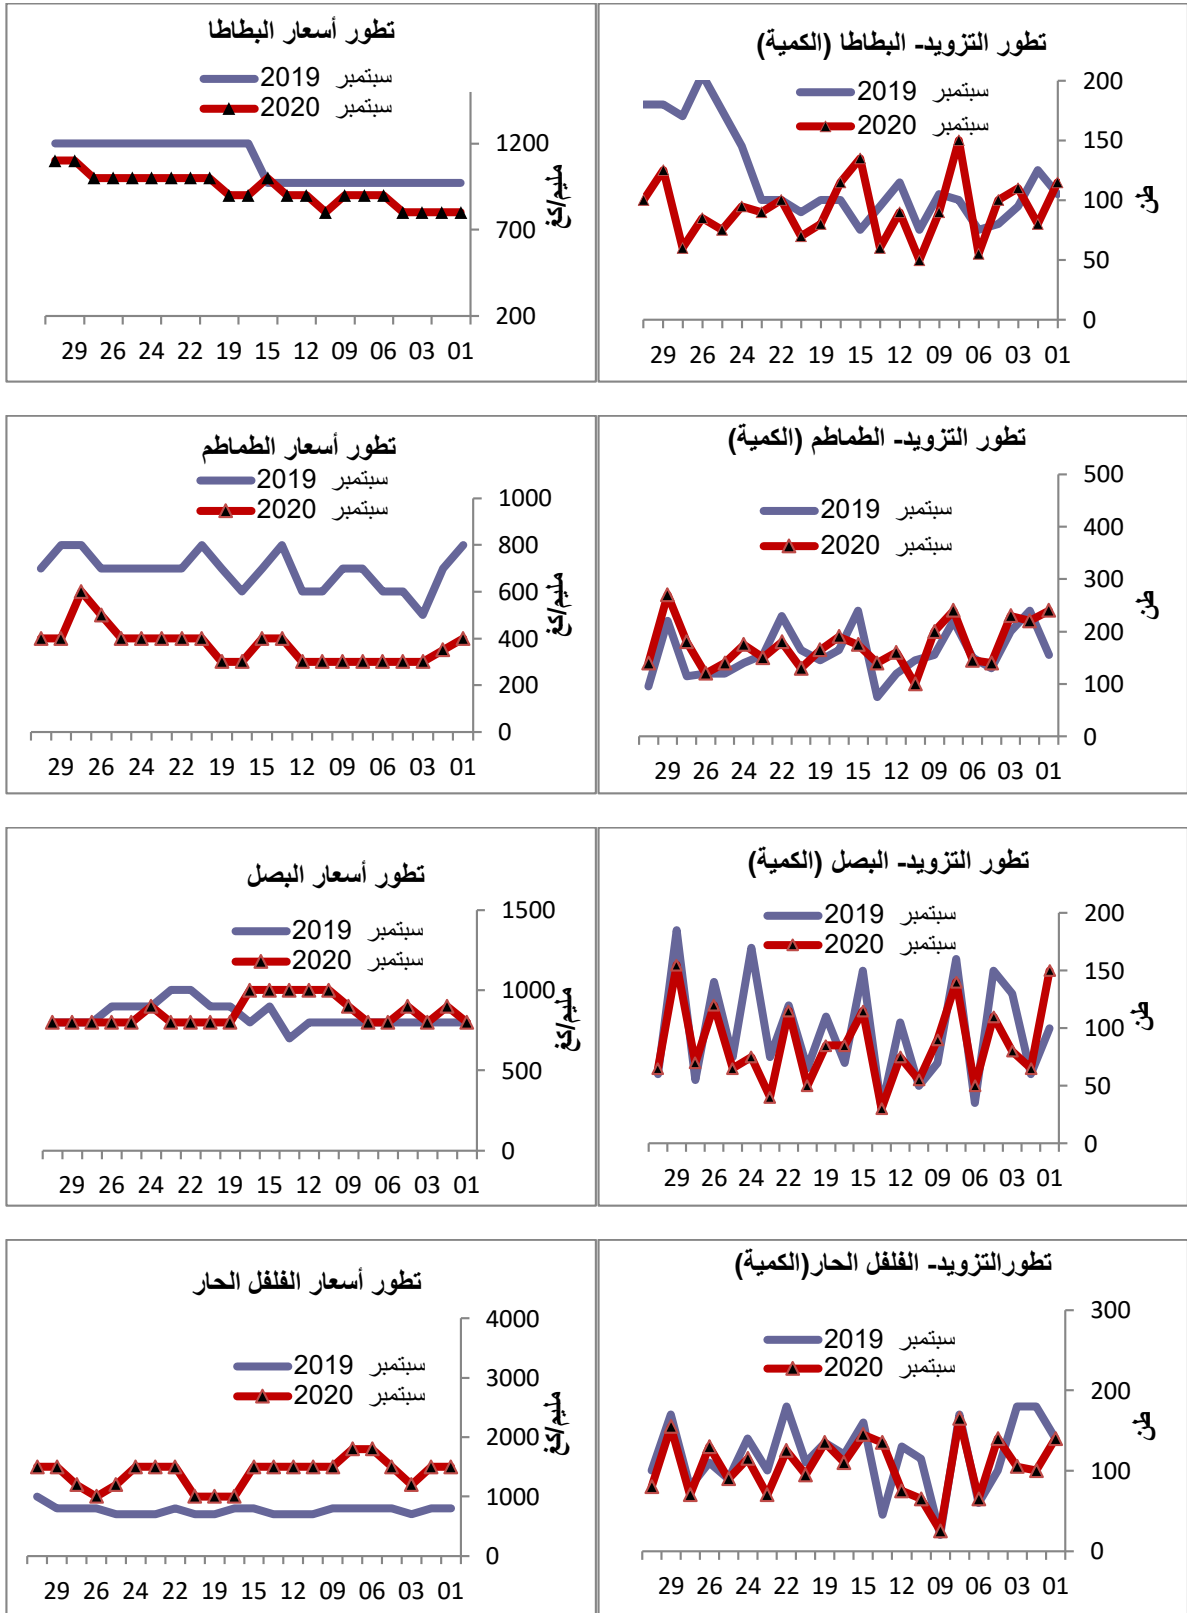 تطور التزويد- البطاطا (الكمية)
سبتمبر 2019
سبتمبر 2020
200
150
100
50
0
طن
29 26 24 22 19 15 12 09 06 03 01
تطور أسعار البطاطا
سبتمبر 2019
سبتمبر 2020
1200
700
200
مليم/كغ
29 26 24 22 19 15 12 09 06 03 01
تطور التزويد- الطماطم (الكمية)
سبتمبر 2019
سبتمبر 2020
500
400
300
200
100
0
طن
29 26 24 22 19 15 12 09 06 03 01
تطور أسعار الطماطم
سبتمبر 2019
سبتمبر 2020
1000
800
600
400
200
0
مليم/كغ
29 26 24 22 19 15 12 09 06 03 01
تطور التزويد- البصل (الكمية)
سبتمبر 2019
سبتمبر 2020
200
150
100
50
0
طن
29 26 24 22 19 15 12 09 06 03 01
تطور أسعار البصل
سبتمبر 2019
سبتمبر 2020
1500
1000
500
0
مليم/كغ
29 26 24 22 19 15 12 09 06 03 01
تطورالتزويد- الفلفل الحار(الكمية)
سبتمبر 2019
سبتمبر 2020
300
200
100
0
طن
29 26 24 22 19 15 12 09 06 03 01
تطور أسعار الفلفل الحار
سبتمبر 2019
سبتمبر 2020
4000
3000
2000
1000
0
مليم/كغ
29 26 24 22 19 15 12 09 06 03 01